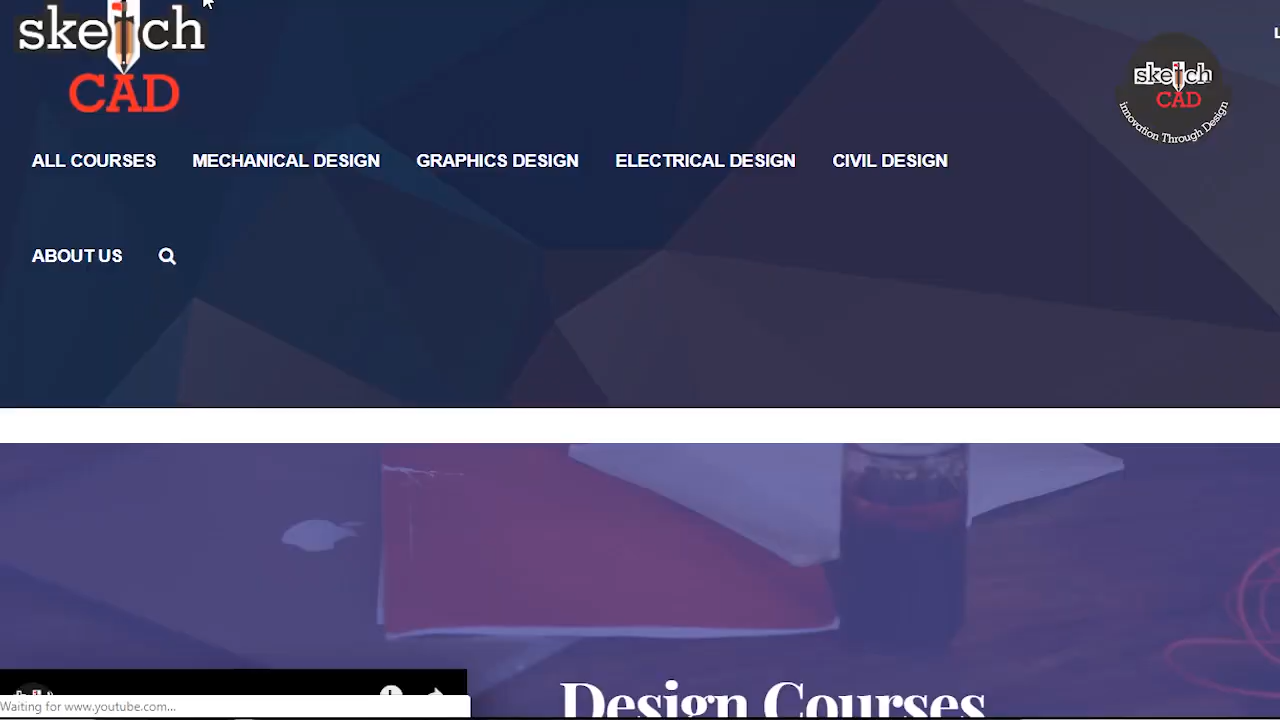 sketch
CAD
L
sketch
CAD
innovation Through Design
ALL COURSES MECHANICAL DESIGN GRAPHICS DESIGN ELECTRICAL DESIGN CIVIL DESIGN
ABOUT US
Design Courses
Waiting for www.youtube.com...